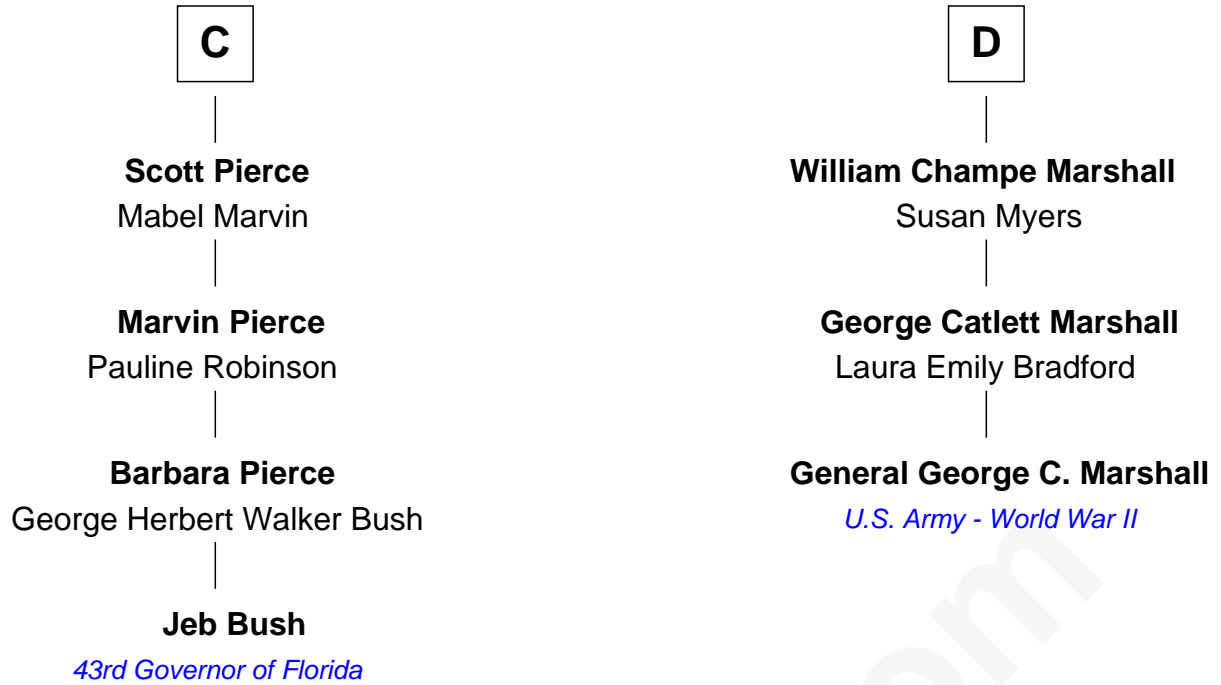 C
Scott Pierce
Mabel Marvin
Marvin Pierce
Pauline Robinson
Barbara Pierce
George Herbert Walker Bush
Jeb Bush
43rd Governor of Florida
D
William Champe Marshall
Susan Myers
George Catlett Marshall
Laura Emily Bradford
General George C. Marshall
U.S. Army - World War II
om